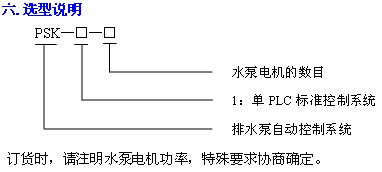 六.选型说明
PSK—□—□
水泵电机的数目
1：单 PLC 标准控制系统
排水泵自动控制系统
订货时，请注明水泵电机功率，特殊要求协商确定。